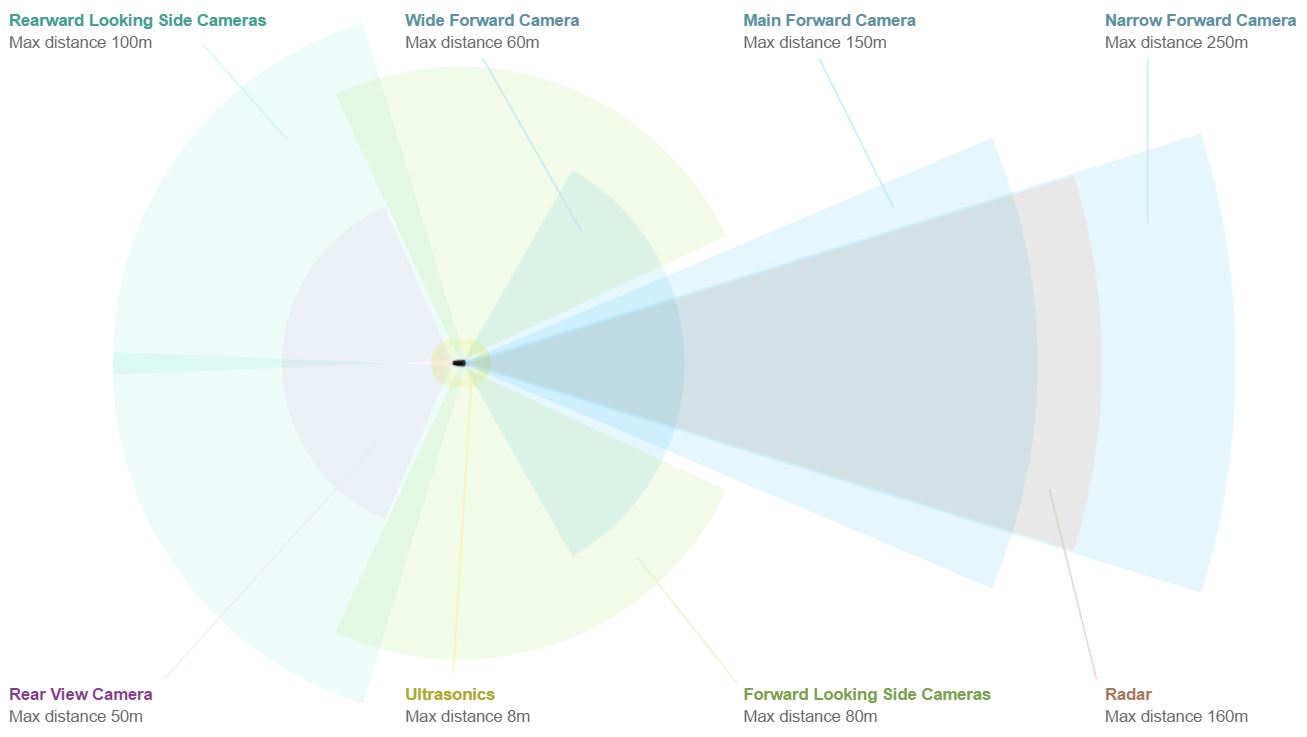 Rearward Looking Side Cameras
Max distance 100m
Wide Forward Camera
Max distance 60m
Main Forward Camera
Max distance 150m
Narrow Forward Camera
Max distance 250m
Rear View Camera
Max distance 50m
Ultrasonics
Max distance 8m
Forward Looking Side Cameras
Max distance 80m
Radar
Max distance 160m